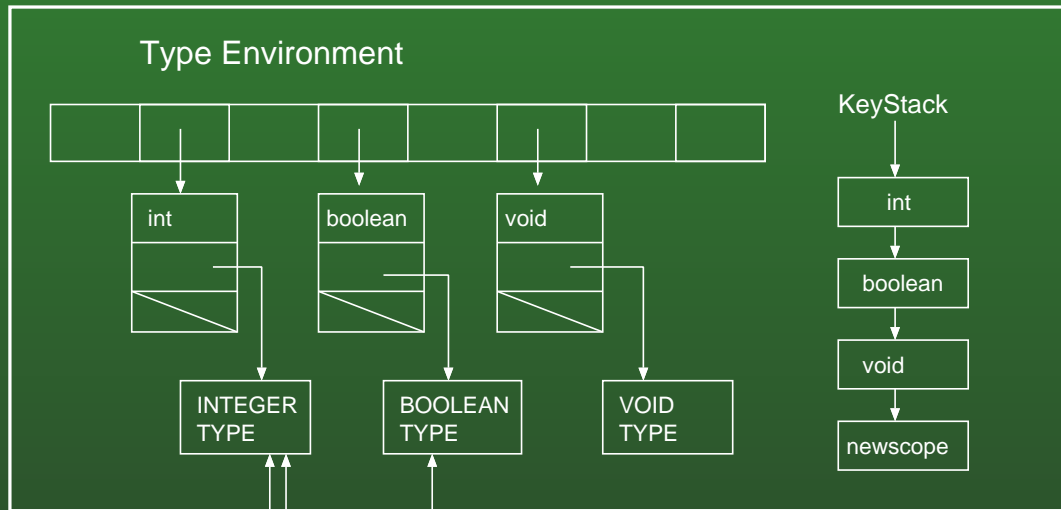 Type Environment
KeyStack
int
boolean
void
int
boolean
void
newscope
INTEGER
TYPE
BOOLEAN
TYPE
VOID
TYPE